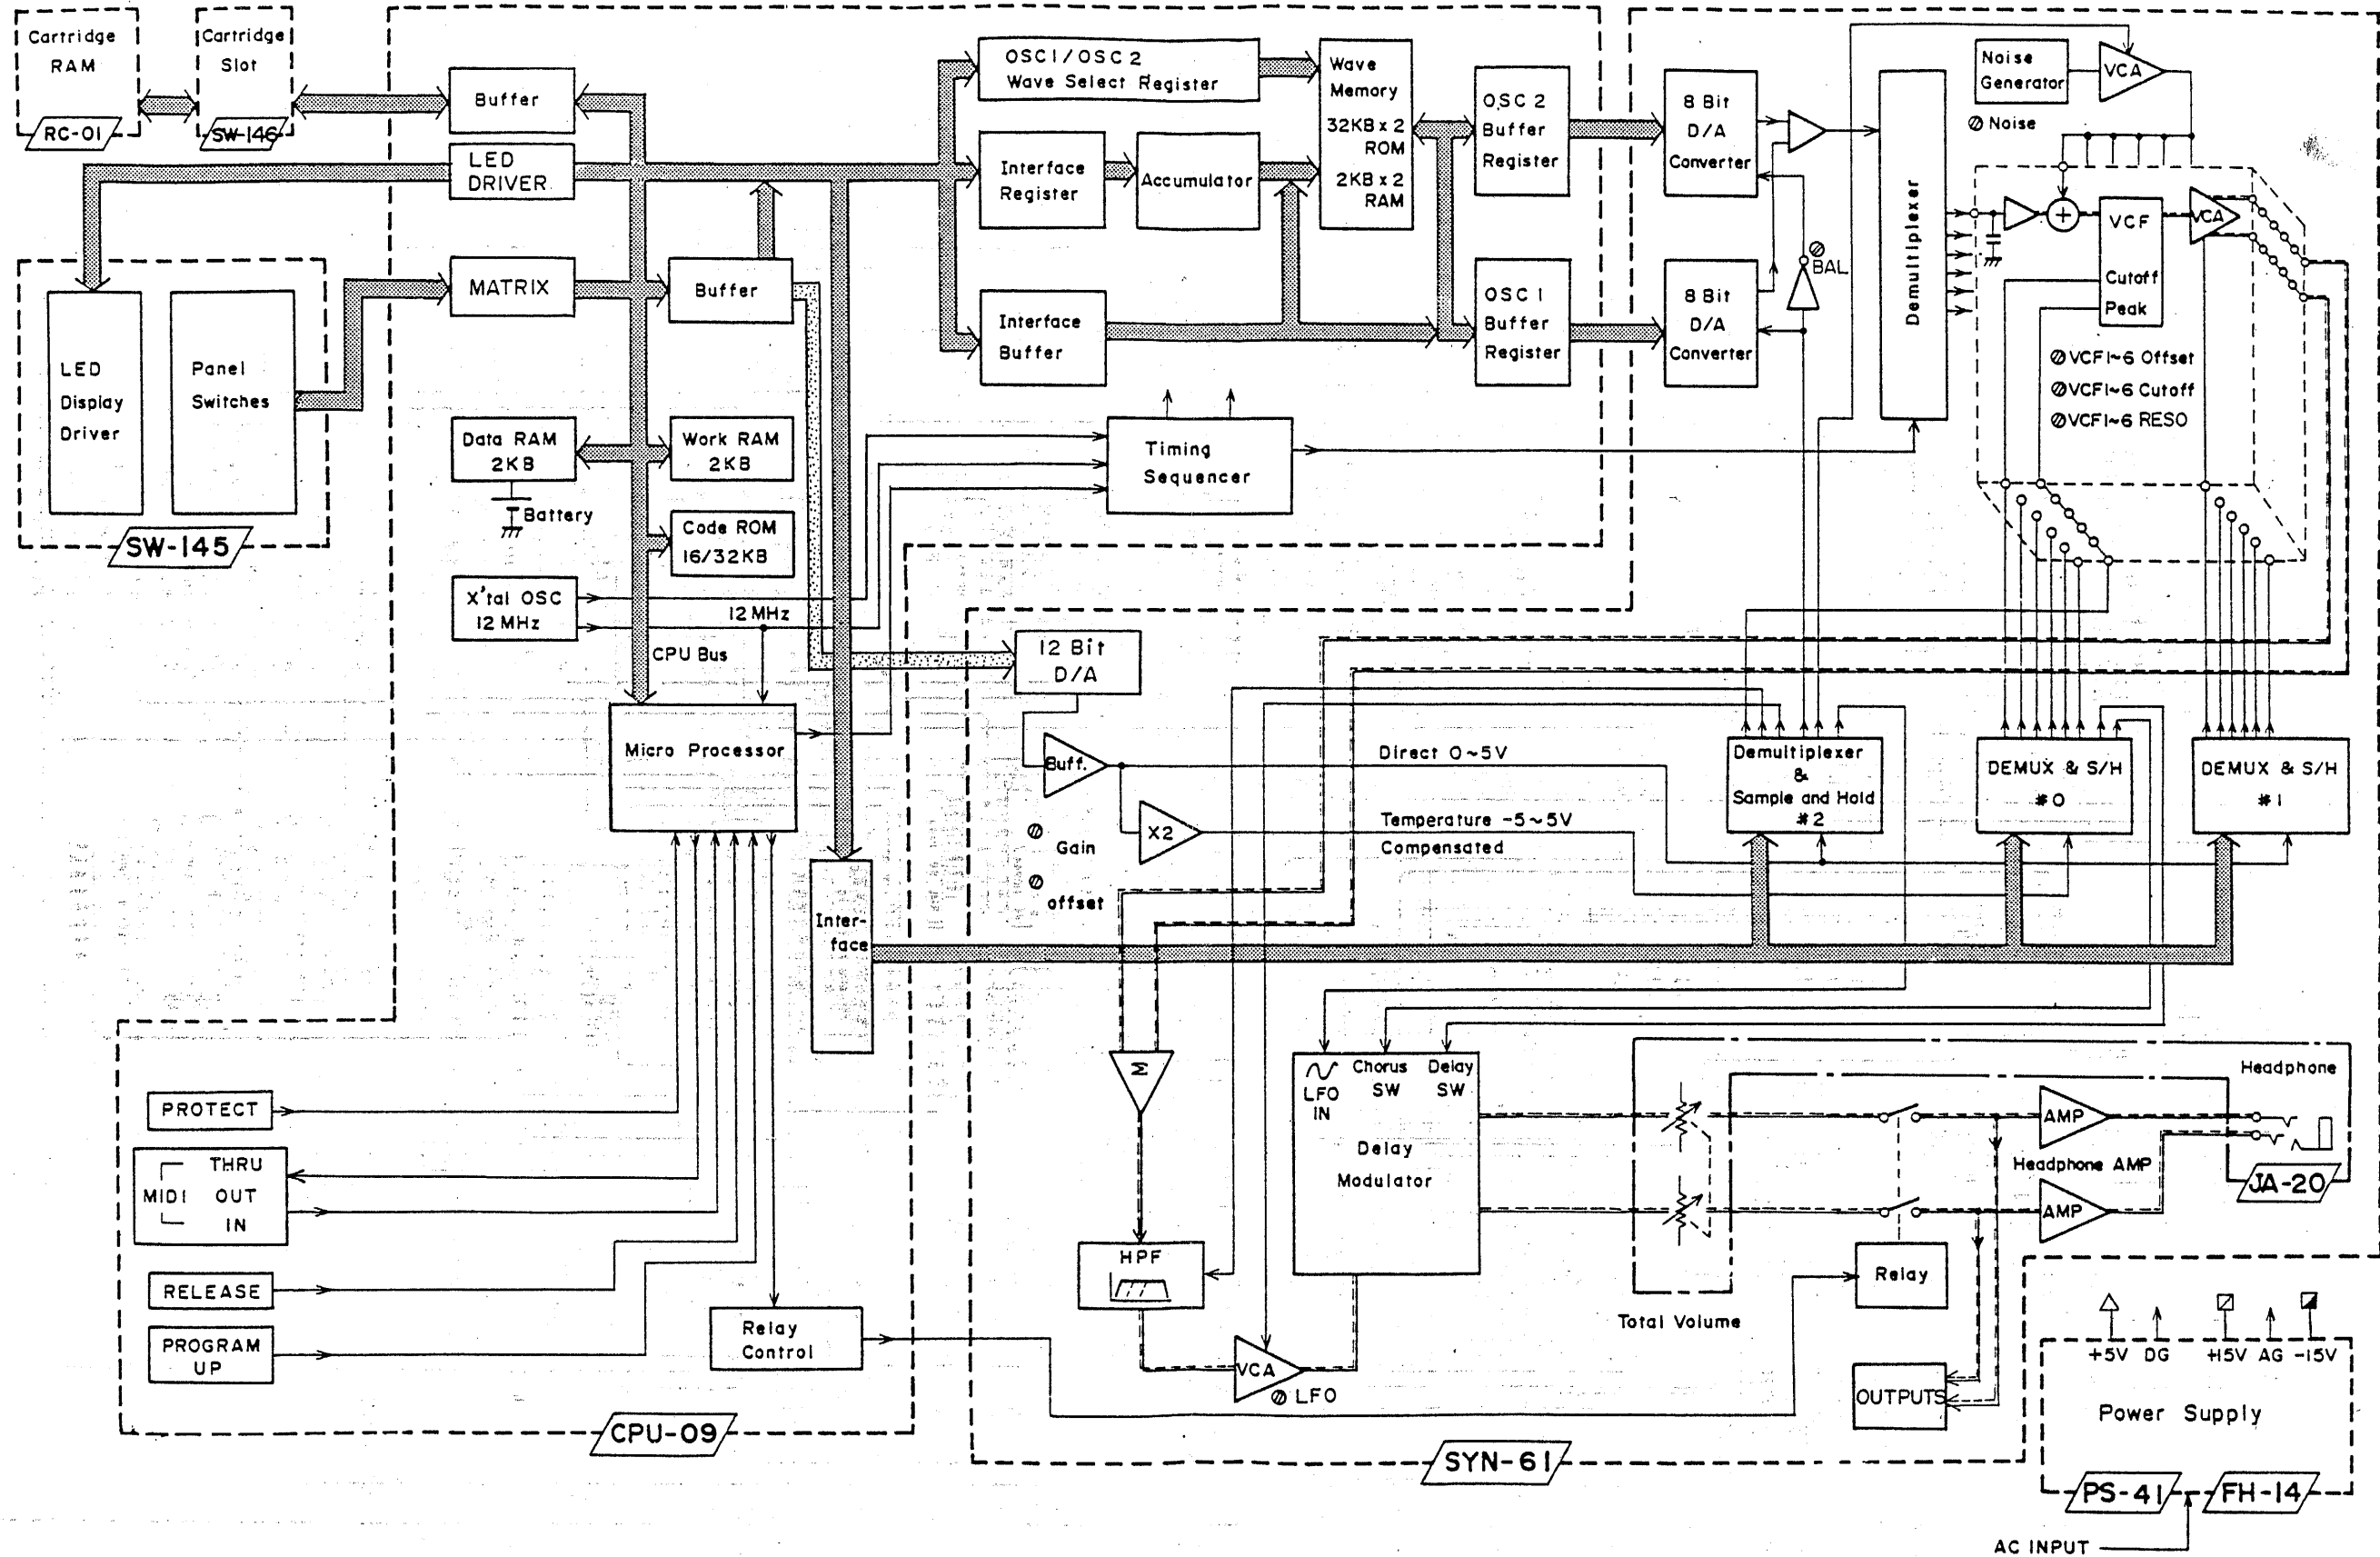 Cartridge
RAM
RC-01
Cartridge
Slot
SW-146
Buffer
LED
DRIVER
MATRIX
Buffer
LED
Display
Driver
Panel
Switches
SW-145
Data RAM
2KB
Battery
Work RAM
2KB
Code ROM
16/32KB
X'tal OSC
12 MHz
12 MHz
CPU Bus
Micro Processor
Inter-
face
PROTECT
MIDI
THRU
OUT
IN
RELEASE
PROGRAM
UP
Relay
Control
CPU-09
OSC1/OSC 2
Wave Select Register
Interface
Register
Accumulator
Interface
Buffer
Wave
Memory
32KB x 2
ROM
2KB x 2
RAM
OSC 2
Buffer
Register
OSC 1
Buffer
Register
Timing
Sequencer
8 Bit
D/A
Converter
8 Bit
D/A
Converter
BAL
Demultiplexer
Noise
Generator
Noise
VCA
+
VCF
Cutoff
Peak
VCA
VCF1~6 Offset
VCF1~6 Cutoff
VCF1~6 RESO
12 Bit
D/A
Buff.
X2
Gain
offset
Direct 0~5V
Temperature -5~5V
Compensated
Demultiplexer
&
Sample and Hold
#2
DEMUX & S/H
#0
DEMUX & S/H
#1
Σ
HPF
VCA
LFO
LFO
IN
Chorus
SW
Delay
SW
Delay
Modulator
Total Volume
Relay
OUTPUTS
AMP
Headphone AMP
AMP
Headphone
JA-20
SYN-61
+5V DG +15V AG -15V
Power Supply
PS-41
FH-14
AC INPUT